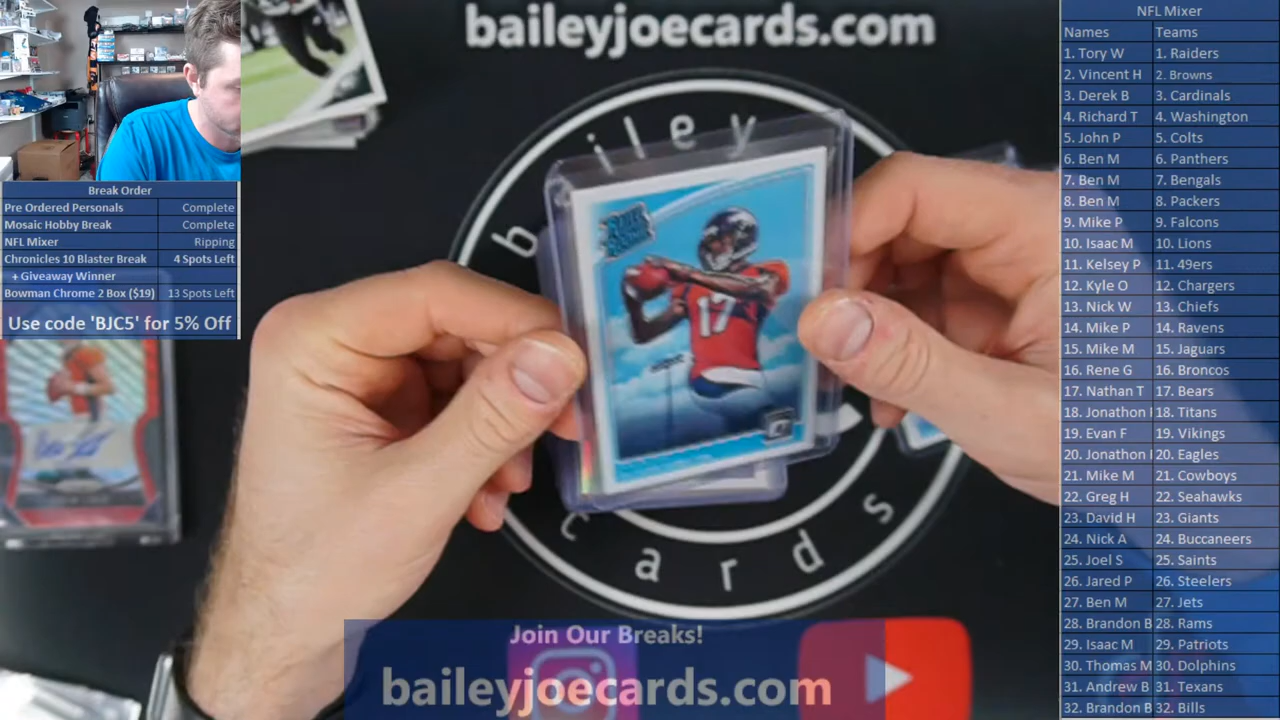 baileyjoecards.com
Break Order
Pre Ordered Personals Complete
Mosaic Hobby Break Complete
NFL Mixer Ripping
Chronicles 10 Blaster Break 4 Spots Left
+ Giveaway Winner
Bowman Chrome 2 Box ($19) 13 Spots Left
Use code 'BJC5' for 5% Off
b iley
cards
17
Join Our Breaks!
baileyjoecards.com
NFL Mixer
Names Teams
1. Tory W 1. Raiders
2. Vincent H 2. Browns
3. Derek B 3. Cardinals
4. Richard T 4. Washington
5. John P 5. Colts
6. Ben M 6. Panthers
7. Ben M 7. Bengals
8. Ben M 8. Packers
9. Mike P 9. Falcons
10. Isaac M 10. Lions
11. Kelsey P 11. 49ers
12. Kyle O 12. Chargers
13. Nick W 13. Chiefs
14. Mike P 14. Ravens
15. Mike M 15. Jaguars
16. Rene G 16. Broncos
17. Nathan T 17. Bears
18. Jonathon 18. Titans
19. Evan F 19. Vikings
20. Jonathon 20. Eagles
21. Mike M 21. Cowboys
22. Greg H 22. Seahawks
23. David H 23. Giants
24. Nick A 24. Buccaneers
25. Joel S 25. Saints
26. Jared P 26. Steelers
27. Ben M 27. Jets
28. Brandon B 28. Rams
29. Isaac M 29. Patriots
30. Thomas M 30. Dolphins
31. Andrew B 31. Texans
32. Brandon B 32. Bills